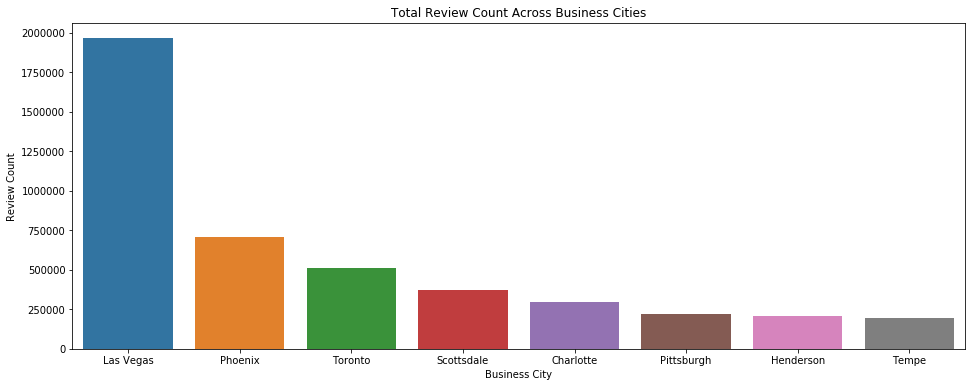 Total Review Count Across Business Cities
2000000
1750000
1500000
1250000
1000000
750000
500000
250000
0
Review Count
Las Vegas Phoenix Toronto Scottsdale Charlotte Pittsburgh Henderson Tempe
Business City